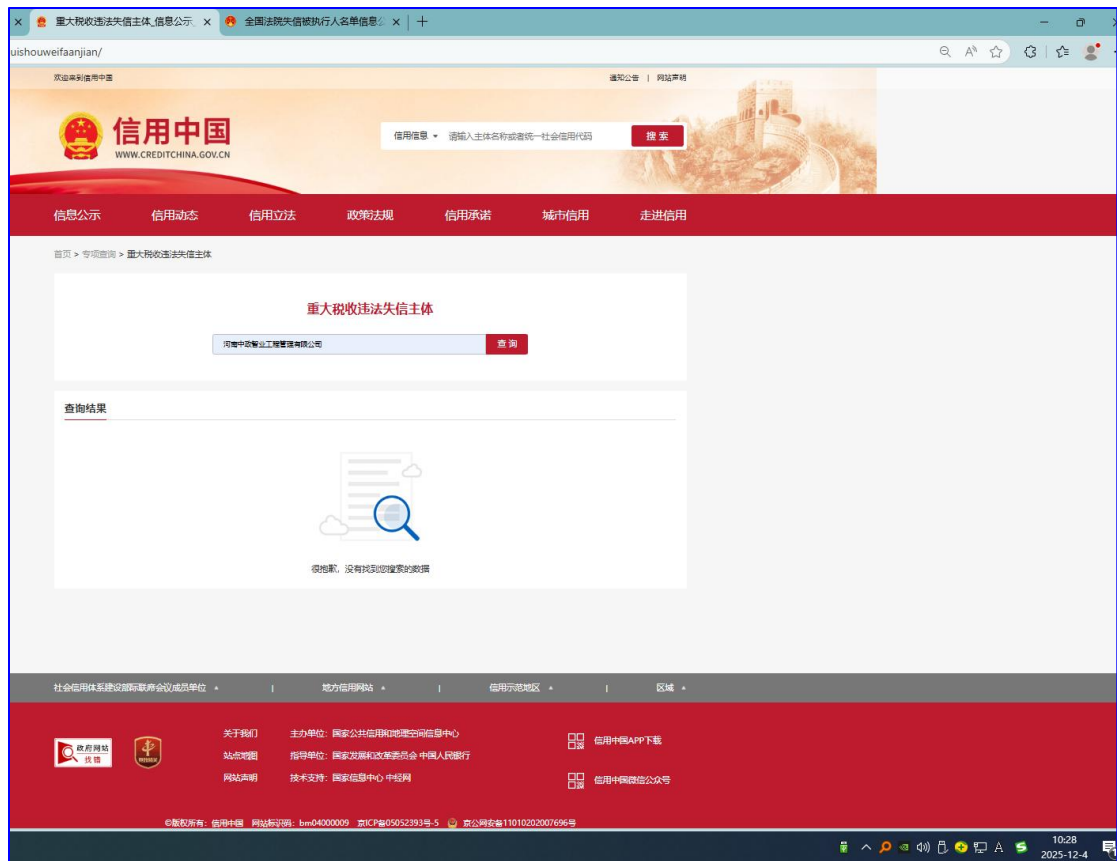 重大税收违法失信主体_信息公示_
全国法院失信被执行人名单信息公
uishouweifaanjian/
欢迎来到信用中国
通知公告 | 网站声明
信用中国
WWW.CREDITCHINA.GOV.CN
信用信息
请输入主体名称或者统一社会信用代码
搜索
信息公示 信用动态 信用立法 政策法规 信用承诺 城市信用 走进信用
首页 > 专项查询 > 重大税收违法失信主体
重大税收违法失信主体
河南中政智业工程管理有限公司
查询
查询结果
很抱歉，没有找到您搜索的数据
社会信用体系建设部际联席会议成员单位 | 地方信用网站 | 信用示范地区 | 区域
政府网站
找错
关于我们 主办单位：国家公共信用和地理空间信息中心
站点地图 指导单位：国家发展和改革委员会 中国人民银行
网站声明 技术支持：国家信息中心 中经网
信用中国APP下载
信用中国微信公众号
©版权所有：信用中国 网站标识码：bm04000009 京ICP备05052393号-5 京公网安备11010202007696号
10:28
2025-12-4